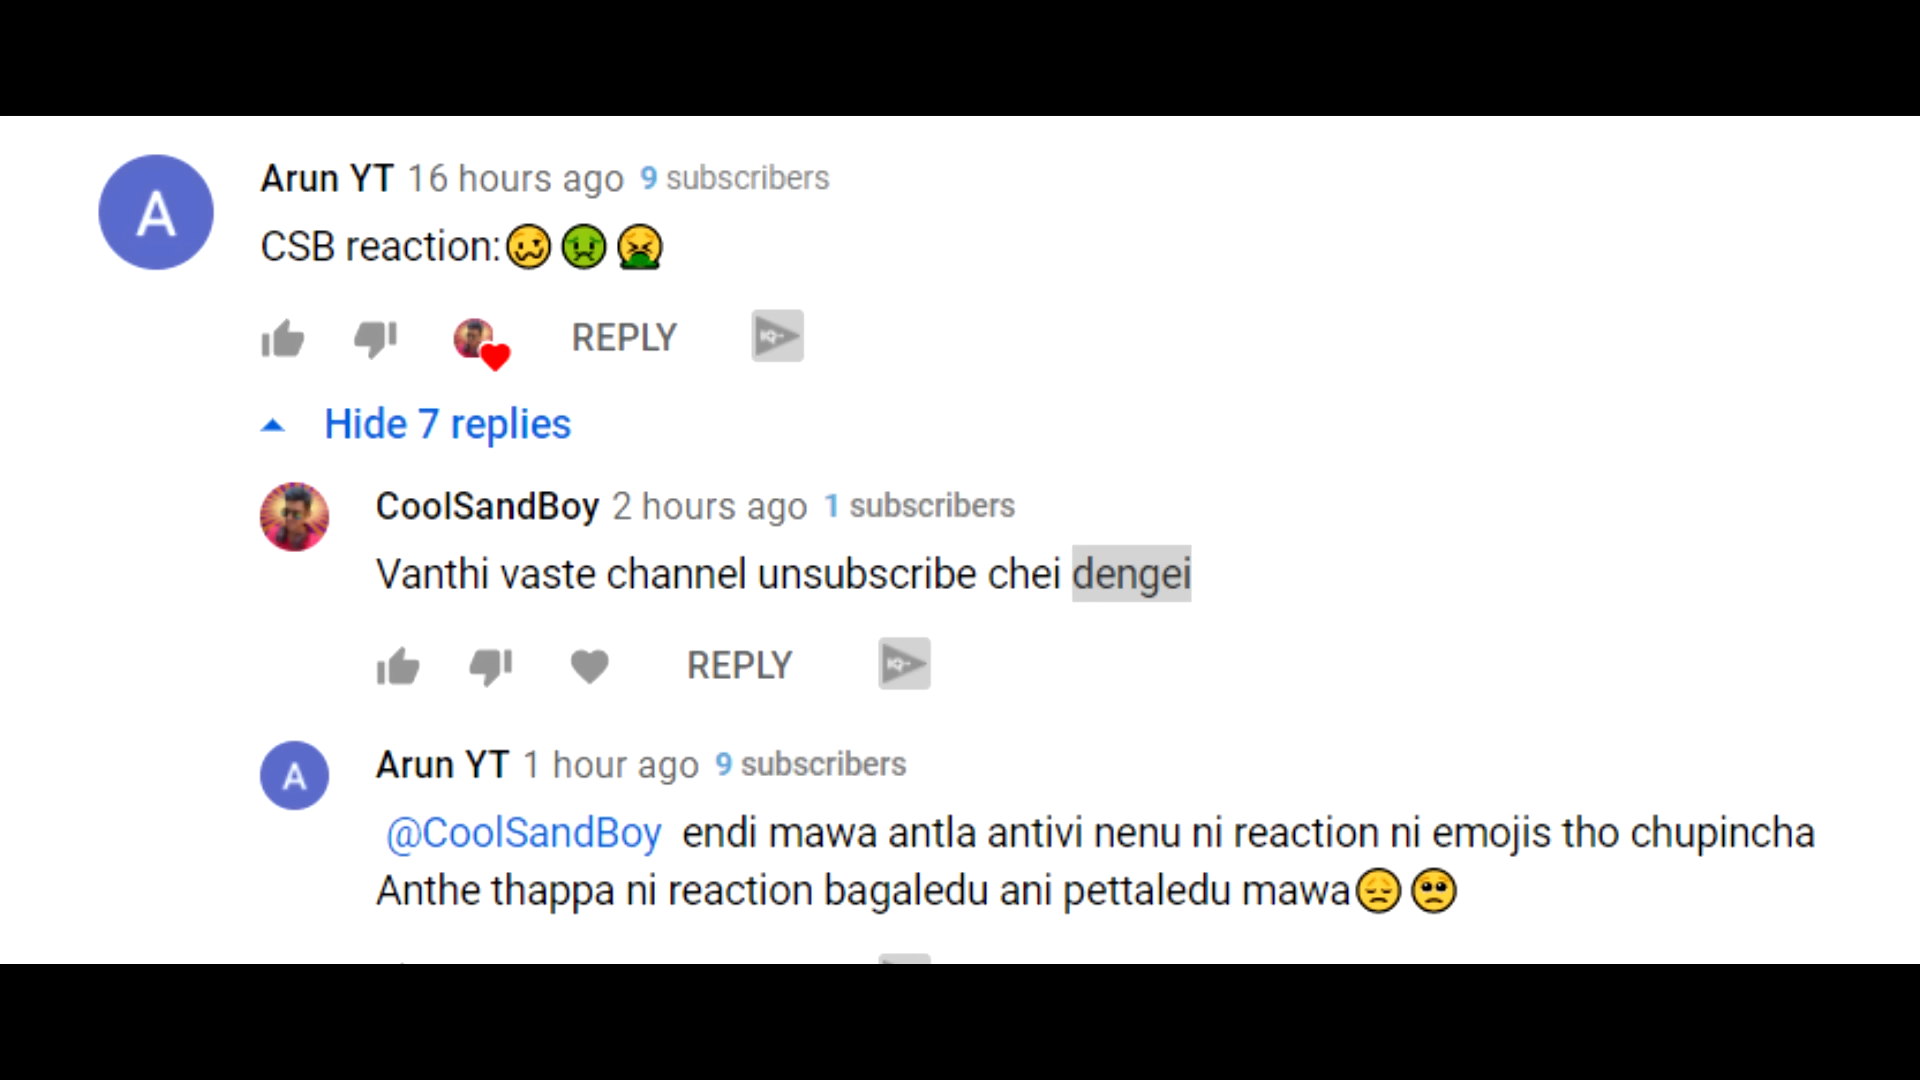 A
Arun YT 16 hours ago 9 subscribers
CSB reaction:🥴🤢🤮
REPLY
Hide 7 replies
CoolSandBoy 2 hours ago 1 subscribers
Vanthi vaste channel unsubscribe chei dengei
REPLY
A
Arun YT 1 hour ago 9 subscribers
@CoolSandBoy endi mawa antla antivi nenu ni reaction ni emojis tho chupincha
Anthe thappa ni reaction bagaledu ani pettaledu mawa😞🥺